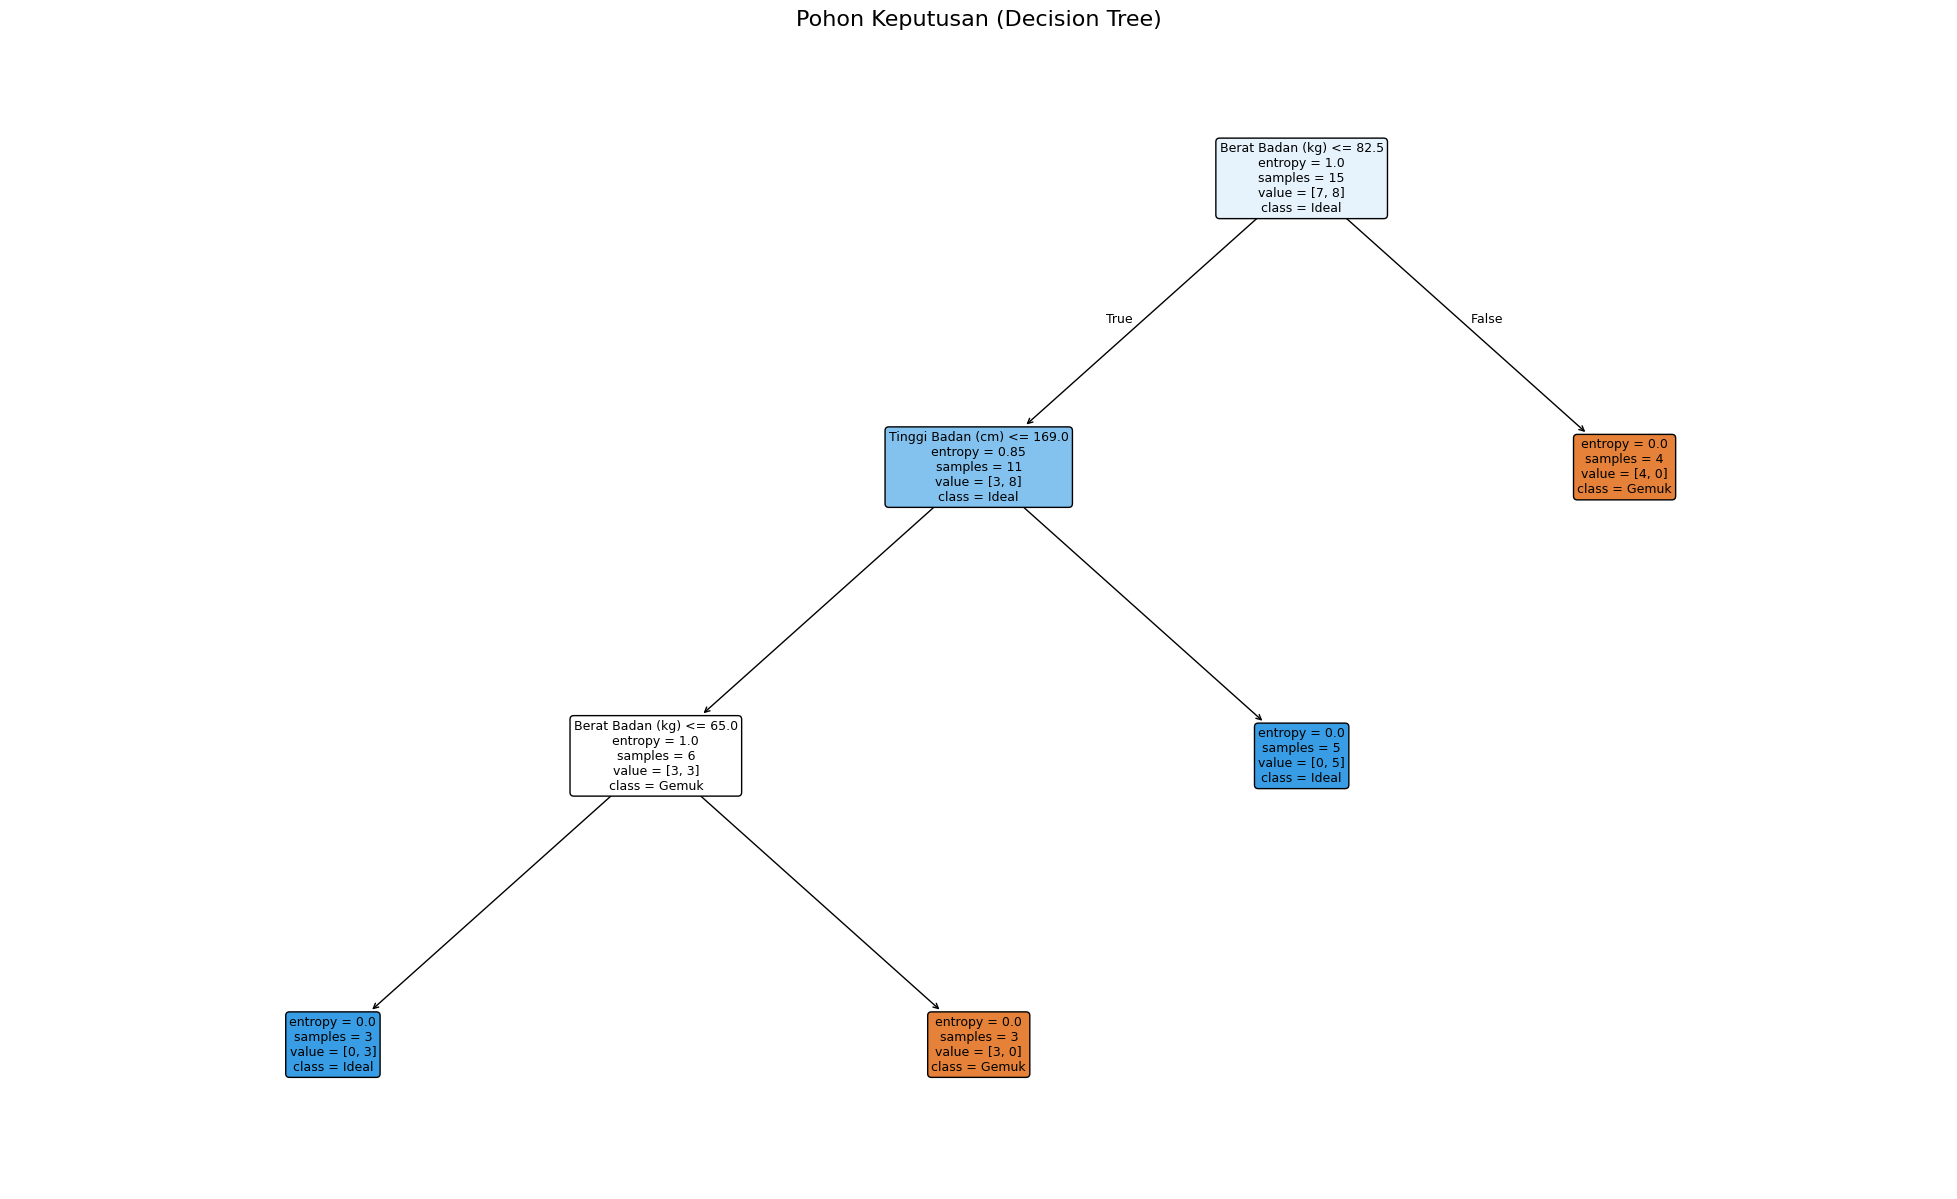 Pohon Keputusan (Decision Tree)
Berat Badan (kg) <= 82.5
entropy = 1.0
samples = 15
value = [7, 8]
class = Ideal
True
False
Tinggi Badan (cm) <= 169.0
entropy = 0.85
samples = 11
value = [3, 8]
class = Ideal
entropy = 0.0
samples = 4
value = [4, 0]
class = Gemuk
Berat Badan (kg) <= 65.0
entropy = 1.0
samples = 6
value = [3, 3]
class = Gemuk
entropy = 0.0
samples = 5
value = [0, 5]
class = Ideal
entropy = 0.0
samples = 3
value = [0, 3]
class = Ideal
entropy = 0.0
samples = 3
value = [3, 0]
class = Gemuk